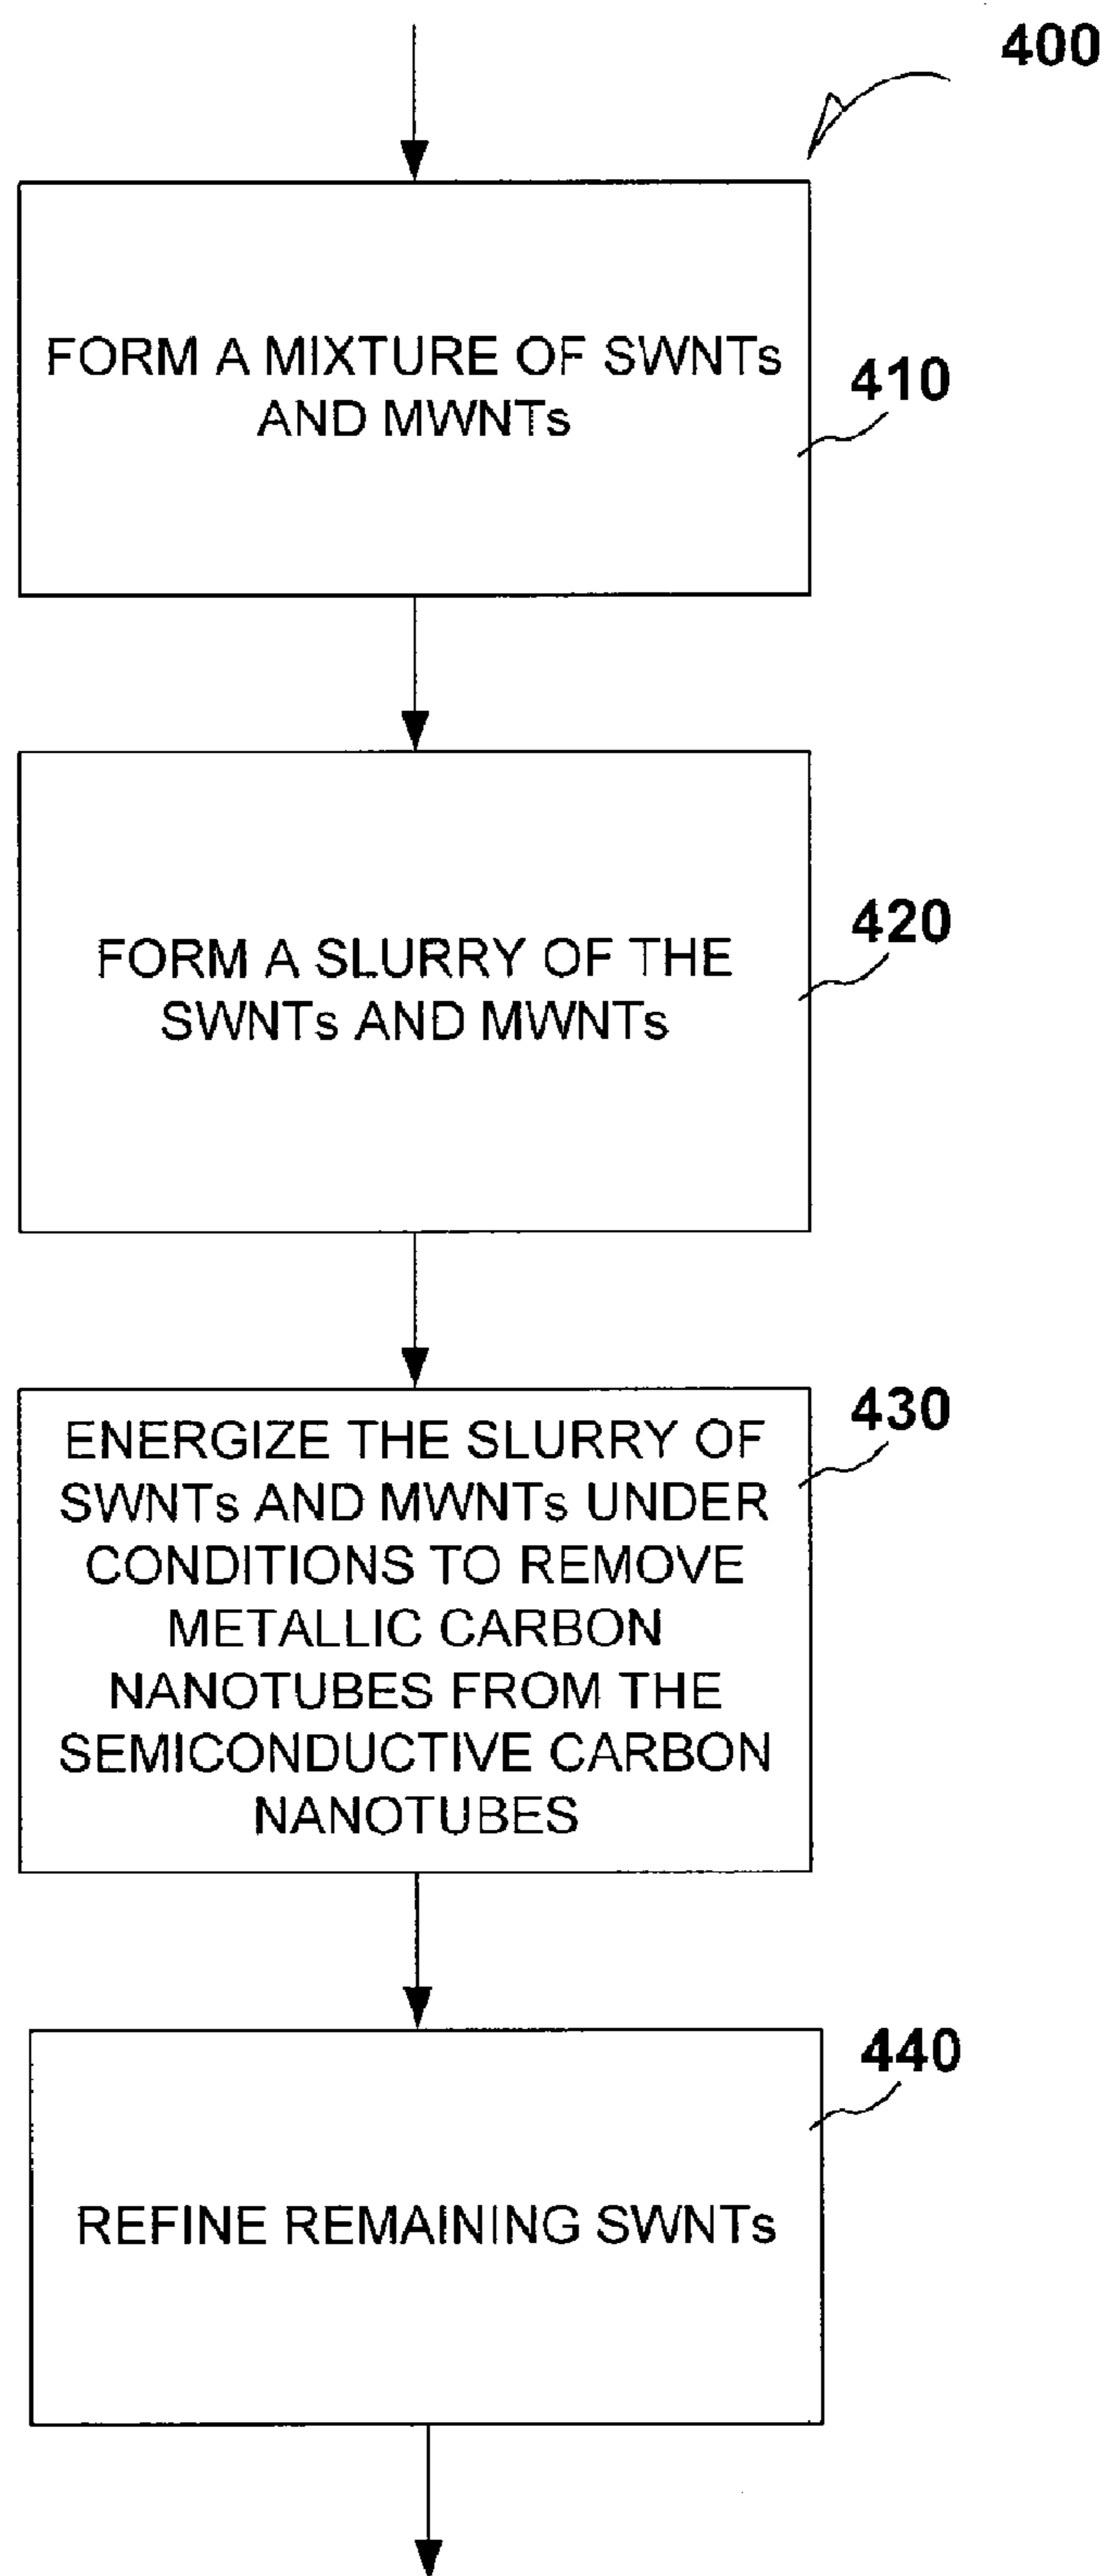 400
FORM A MIXTURE OF SWNTs
AND MWNTs
410
FORM A SLURRY OF THE
SWNTs AND MWNTs
420
ENERGIZE THE SLURRY OF
SWNTs AND MWNTs UNDER
CONDITIONS TO REMOVE
METALLIC CARBON
NANOTUBES FROM THE
SEMICONDUCTIVE CARBON
NANOTUBES
430
REFINE REMAINING SWNTs
440